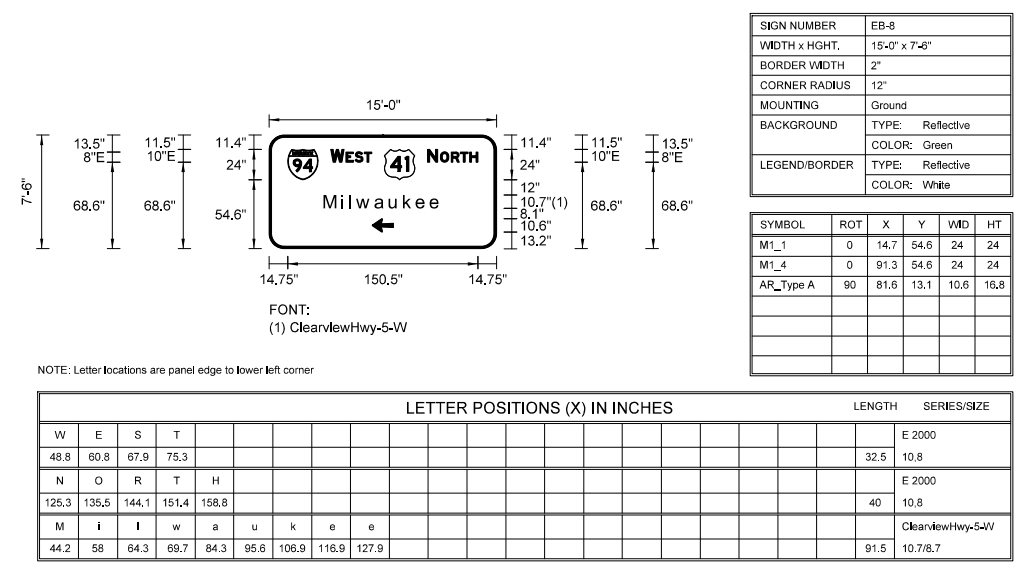 SIGN NUMBER EB-8
WIDTH x HGHT. 15'-0" x 7'-6"
BORDER WIDTH 2"
CORNER RADIUS 12"
MOUNTING Ground
BACKGROUND TYPE: Reflective
COLOR: Green
LEGEND/BORDER TYPE: Reflective
COLOR: White
15'-0"
7'-6"
13.5" 11.5" 11.4" 11.4" 11.5" 13.5"
8"E 10"E 24" 24" 10"E 8"E
68.6" 68.6" 54.6" 12" 68.6" 68.6"
10.7"(1)
8.1"
10.6"
13.2"
94 WEST 41 NORTH
Milwaukee
14.75" 150.5" 14.75"
FONT:
(1) ClearviewHwy-5-W
SYMBOL ROT X Y WID HT
M1_1 0 14.7 54.6 24 24
M1_4 0 91.3 54.6 24 24
AR_Type A 90 81.6 13.1 10.6 16.8
NOTE: Letter locations are panel edge to lower left corner
LETTER POSITIONS (X) IN INCHES LENGTH SERIES/SIZE
W E S T E 2000
48.8 60.8 67.9 75.3 32.5 10,8
N O R T H E 2000
125.3 135.5 144.1 151.4 158.8 40 10,8
M i l w a u k e e ClearviewHwy-5-W
44.2 58 64.3 69.7 84.3 95.6 106.9 116.9 127.9 91.5 10.7/8.7